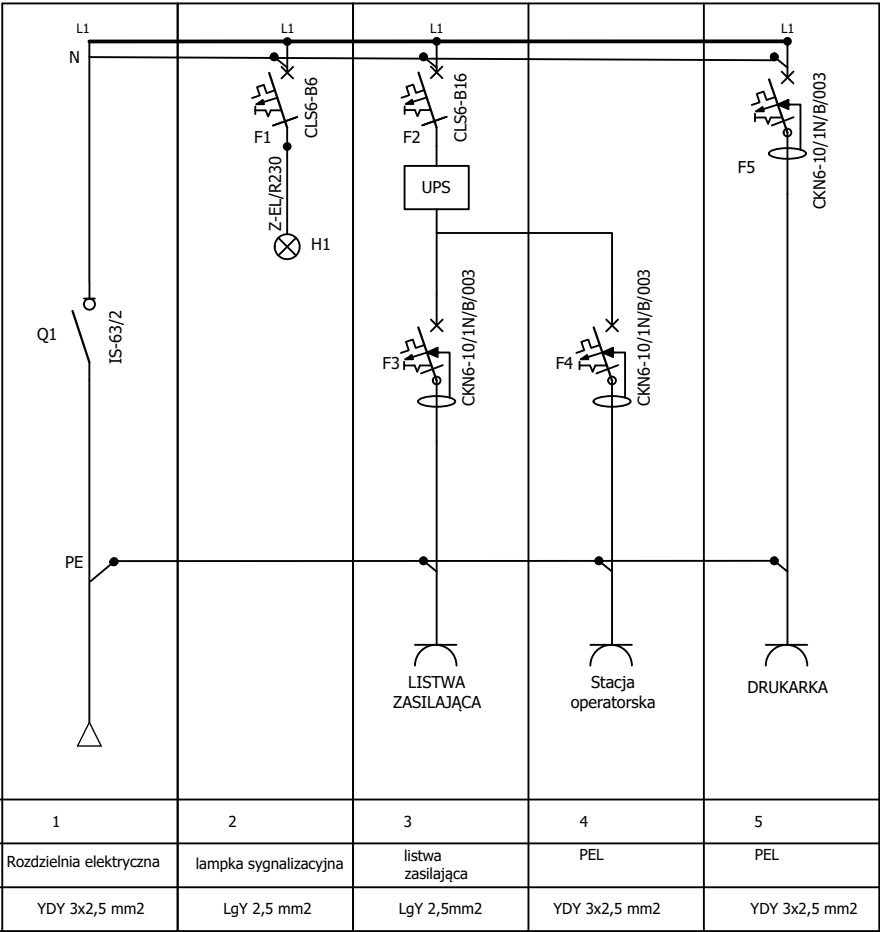 L1
L1
L1
L1
N
F1
CLS6-B6
Z-EL/R230
H1
F2
CLS6-B16
UPS
F5
CKN6-10/1N/B/003
Q1
IS-63/2
F3
CKN6-10/1N/B/003
F4
CKN6-10/1N/B/003
PE
LISTWA
ZASILAJĄCA
Stacja
operatorska
DRUKARKA
1
2
3
4
5
Rozdzielnia elektryczna
lampka sygnalizacyjna
listwa
zasilająca
PEL
PEL
YDY 3x2,5 mm2
LgY 2,5 mm2
LgY 2,5mm2
YDY 3x2,5 mm2
YDY 3x2,5 mm2